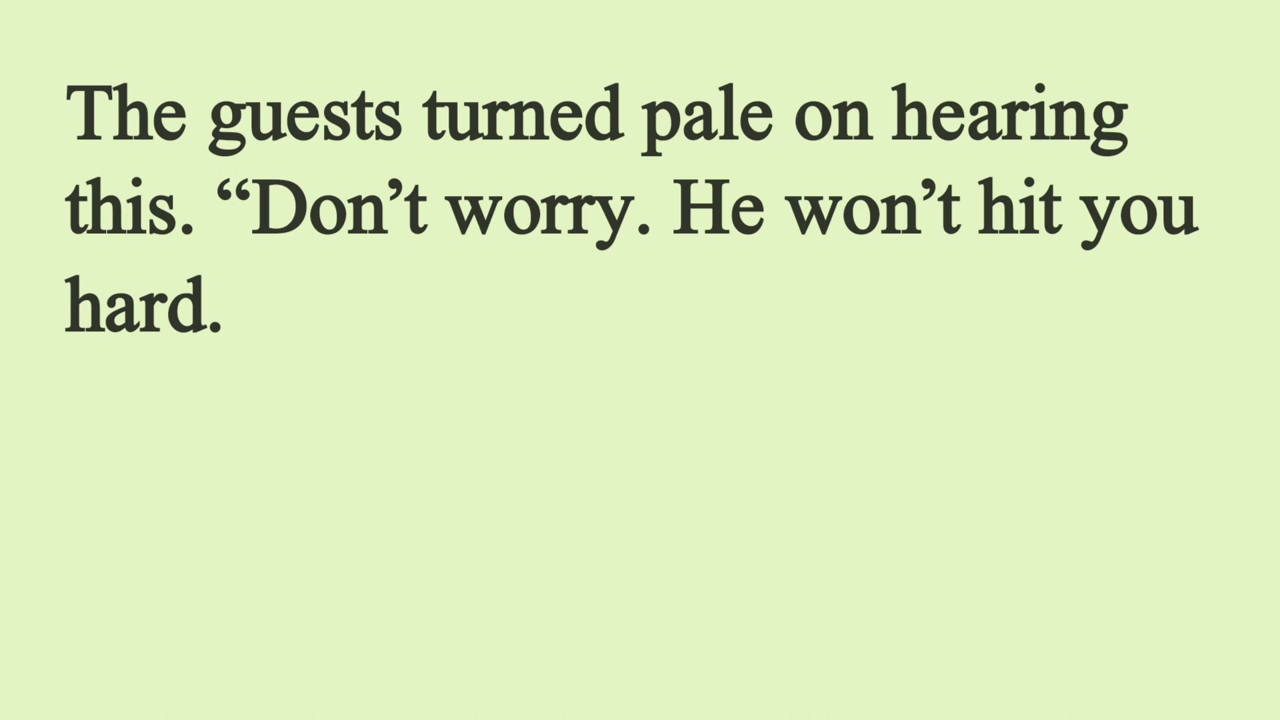 The guests turned pale on hearing
this. “Don’t worry. He won’t hit you
hard.